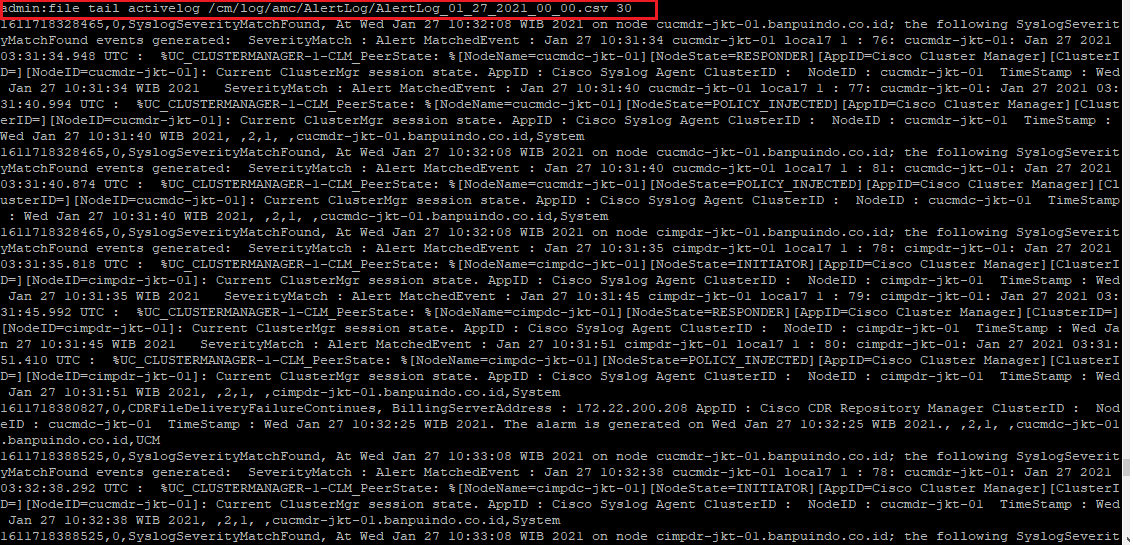 admin:file tail activelog /cm/log/amc/AlertLog/AlertLog_01_27_2021_00_00.csv 30
1611718328465,0,SyslogSeverityMatchFound, At Wed Jan 27 10:32:08 WIB 2021 on node cucmdr-jkt-01.banpuindo.co.id; the following SyslogSeverit
yMatchFound events generated:  SeverityMatch : Alert MatchedEvent : Jan 27 10:31:34 cucmdr-jkt-01 local7 1 : 76: cucmdr-jkt-01: Jan 27 2021
03:31:34.948 UTC :  %UC_CLUSTERMANAGER-1-CLM_PeerState: %[NodeName=cucmdc-jkt-01][NodeState=RESPONDER][AppID=Cisco Cluster Manager][ClusterI
D=][NodeID=cucmdr-jkt-01]: Current ClusterMgr session state. AppID : Cisco Syslog Agent ClusterID :  NodeID : cucmdr-jkt-01  TimeStamp : Wed
 Jan 27 10:31:34 WIB 2021   SeverityMatch : Alert MatchedEvent : Jan 27 10:31:40 cucmdr-jkt-01 local7 1 : 77: cucmdr-jkt-01: Jan 27 2021 03:
31:40.994 UTC :  %UC_CLUSTERMANAGER-1-CLM_PeerState: %[NodeName=cucmdc-jkt-01][NodeState=POLICY_INJECTED][AppID=Cisco Cluster Manager][Clust
erID=][NodeID=cucmdr-jkt-01]: Current ClusterMgr session state. AppID : Cisco Syslog Agent ClusterID :  NodeID : cucmdr-jkt-01  TimeStamp :
Wed Jan 27 10:31:40 WIB 2021, ,2,1, ,cucmdr-jkt-01.banpuindo.co.id,System
1611718328465,0,SyslogSeverityMatchFound, At Wed Jan 27 10:32:08 WIB 2021 on node cucmdc-jkt-01.banpuindo.co.id; the following SyslogSeverit
yMatchFound events generated:  SeverityMatch : Alert MatchedEvent : Jan 27 10:31:40 cucmdc-jkt-01 local7 1 : 81: cucmdc-jkt-01: Jan 27 2021
03:31:40.874 UTC :  %UC_CLUSTERMANAGER-1-CLM_PeerState: %[NodeName=cucmdr-jkt-01][NodeState=POLICY_INJECTED][AppID=Cisco Cluster Manager][Cl
usterID=][NodeID=cucmdc-jkt-01]: Current ClusterMgr session state. AppID : Cisco Syslog Agent ClusterID :  NodeID : cucmdc-jkt-01  TimeStamp
 : Wed Jan 27 10:31:40 WIB 2021, ,2,1, ,cucmdc-jkt-01.banpuindo.co.id,System
1611718328465,0,SyslogSeverityMatchFound, At Wed Jan 27 10:32:08 WIB 2021 on node cimpdr-jkt-01.banpuindo.co.id; the following SyslogSeverit
yMatchFound events generated:  SeverityMatch : Alert MatchedEvent : Jan 27 10:31:35 cimpdr-jkt-01 local7 1 : 78: cimpdr-jkt-01: Jan 27 2021
03:31:35.818 UTC :  %UC_CLUSTERMANAGER-1-CLM_PeerState: %[NodeName=cimpdc-jkt-01][NodeState=INITIATOR][AppID=Cisco Cluster Manager][ClusterI
D=][NodeID=cimpdr-jkt-01]: Current ClusterMgr session state. AppID : Cisco Syslog Agent ClusterID :  NodeID : cimpdr-jkt-01  TimeStamp : Wed
 Jan 27 10:31:35 WIB 2021   SeverityMatch : Alert MatchedEvent : Jan 27 10:31:45 cimpdr-jkt-01 local7 1 : 79: cimpdr-jkt-01: Jan 27 2021 03:
31:45.992 UTC :  %UC_CLUSTERMANAGER-1-CLM_PeerState: %[NodeName=cimpdc-jkt-01][NodeState=RESPONDER][AppID=Cisco Cluster Manager][ClusterID=]
[NodeID=cimpdr-jkt-01]: Current ClusterMgr session state. AppID : Cisco Syslog Agent ClusterID :  NodeID : cimpdr-jkt-01  TimeStamp : Wed Ja
n 27 10:31:45 WIB 2021   SeverityMatch : Alert MatchedEvent : Jan 27 10:31:51 cimpdr-jkt-01 local7 1 : 80: cimpdr-jkt-01: Jan 27 2021 03:31:
51.410 UTC :  %UC_CLUSTERMANAGER-1-CLM_PeerState: %[NodeName=cimpdc-jkt-01][NodeState=POLICY_INJECTED][AppID=Cisco Cluster Manager][ClusterI
D=][NodeID=cimpdr-jkt-01]: Current ClusterMgr session state. AppID : Cisco Syslog Agent ClusterID :  NodeID : cimpdr-jkt-01  TimeStamp : Wed
 Jan 27 10:31:51 WIB 2021, ,2,1, ,cimpdr-jkt-01.banpuindo.co.id,System
1611718380827,0,CDRFileDeliveryFailureContinues, BillingServerAddress : 172.22.200.208 AppID : Cisco CDR Repository Manager ClusterID :  Nod
eID : cucmdc-jkt-01  TimeStamp : Wed Jan 27 10:32:25 WIB 2021. The alarm is generated on Wed Jan 27 10:32:25 WIB 2021., ,2,1, ,cucmdc-jkt-01
.banpuindo.co.id,UCM
1611718388525,0,SyslogSeverityMatchFound, At Wed Jan 27 10:33:08 WIB 2021 on node cucmdr-jkt-01.banpuindo.co.id; the following SyslogSeverit
yMatchFound events generated:  SeverityMatch : Alert MatchedEvent : Jan 27 10:32:38 cucmdr-jkt-01 local7 1 : 78: cucmdr-jkt-01: Jan 27 2021
03:32:38.292 UTC :  %UC_CLUSTERMANAGER-1-CLM_PeerState: %[NodeName=cimpdc-jkt-01][NodeState=INITIATOR][AppID=Cisco Cluster Manager][ClusterI
D=][NodeID=cucmdr-jkt-01]: Current ClusterMgr session state. AppID : Cisco Syslog Agent ClusterID :  NodeID : cucmdr-jkt-01  TimeStamp : Wed
 Jan 27 10:32:38 WIB 2021, ,2,1, ,cucmdr-jkt-01.banpuindo.co.id,System
1611718388525,0,SyslogSeverityMatchFound, At Wed Jan 27 10:33:08 WIB 2021 on node cucmdc-jkt-01.banpuindo.co.id; the following SyslogSeverit